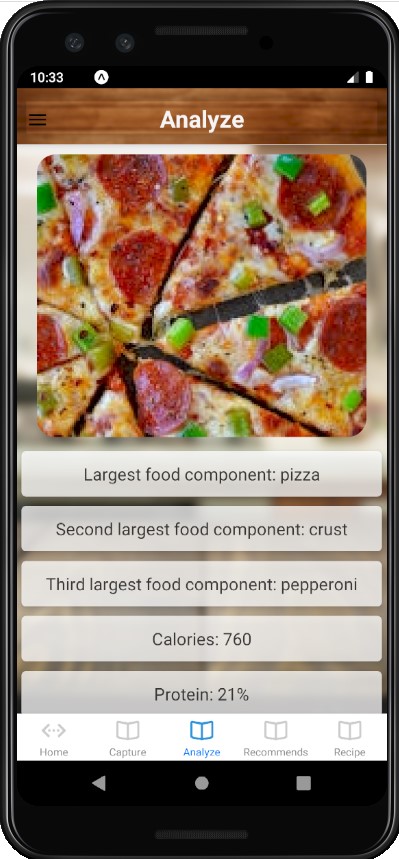 10:33
Analyze
Largest food component: pizza
Second largest food component: crust
Third largest food component: pepperoni
Calories: 760
Protein: 21%
Home Capture Analyze Recommends Recipe